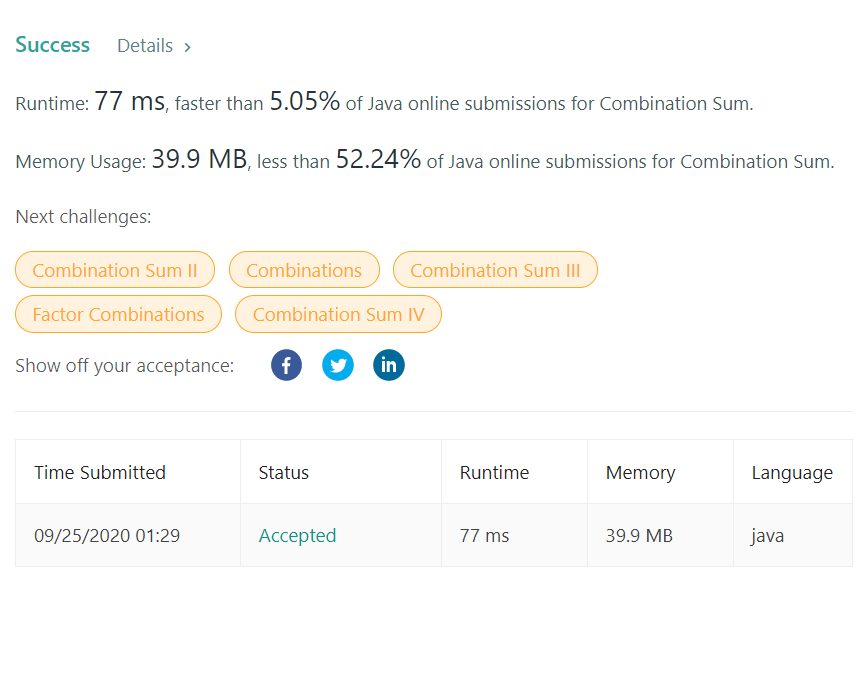 Success Details >
Runtime: 77 ms, faster than 5.05% of Java online submissions for Combination Sum.
Memory Usage: 39.9 MB, less than 52.24% of Java online submissions for Combination Sum.
Next challenges:
Combination Sum II Combinations Combination Sum III
Factor Combinations Combination Sum IV
Show off your acceptance: f in
Time Submitted Status Runtime Memory Language
09/25/2020 01:29 Accepted 77 ms 39.9 MB java